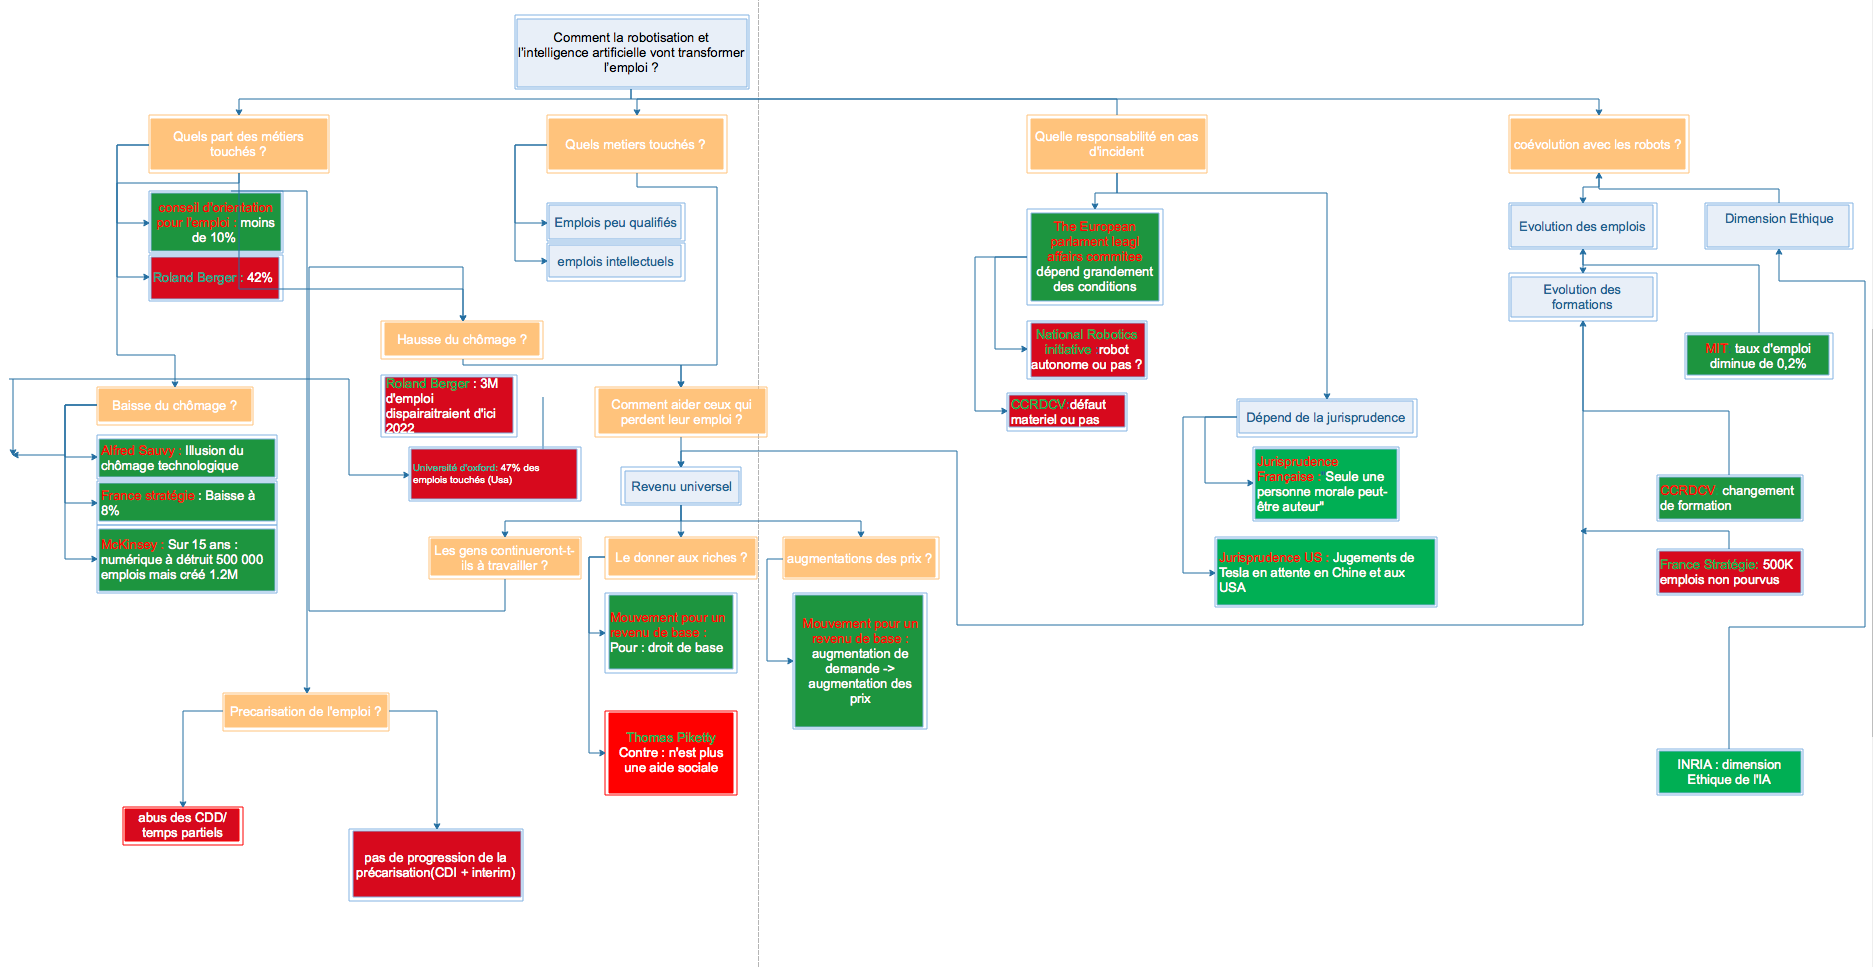 Comment la robotisation et
l'intelligence artificielle vont transformer
l'emploi ?
Quels part des métiers
touchés ?
Quels metiers touchés ?
Quelle responsabilité en cas
d'incident
coévolution avec les robots ?
conseil d'orientation
pour l'emploi : moins
de 10%
Roland Berger : 42%
Emplois peu qualifiés
emplois intellectuels
The European
parlament leagl
affairs commitee
dépend grandement
des conditions
National Robotics
initiative :robot
autonome ou pas ?
CCRDCV:défaut
materiel ou pas
Evolution des emplois
Dimension Ethique
Evolution des
formations
MIT: taux d'emploi
diminue de 0,2%
Hausse du chômage ?
Roland Berger : 3M
d'emploi
dispairaitraient d'ici
2022
Université d'oxford: 47% des
emplois touchés (Usa)
Baisse du chômage ?
Alfred Sauvy : Illusion du
chômage technologique
France stratégie : Baisse à
8%
McKinsey : Sur 15 ans :
numérique à détruit 500 000
emplois mais créé 1.2M
Comment aider ceux qui
perdent leur emploi ?
Revenu universel
Dépend de la jurisprudence
Jurisprudence
Française : "Seule une
personne morale peut-
être auteur"
Jurisprudence US : Jugements de
Tesla en attente en Chine et aux
USA
CCRDCV: changement
de formation
France Stratégie: 500K
emplois non pourvus
Les gens continueront-t-
ils à travailler ?
Le donner aux riches ?
augmentations des prix ?
Mouvement pour un
revenu de base :
Pour : droit de base
Mouvement pour un
revenu de base :
augmentation de
demande ->
augmentation des
prix
Thomas Piketty
Contre : n'est plus
une aide sociale
Precarisation de l'emploi ?
abus des CDD/
temps partiels
pas de progression de la
précarisation(CDI + interim)
INRIA : dimension
Ethique de l'IA